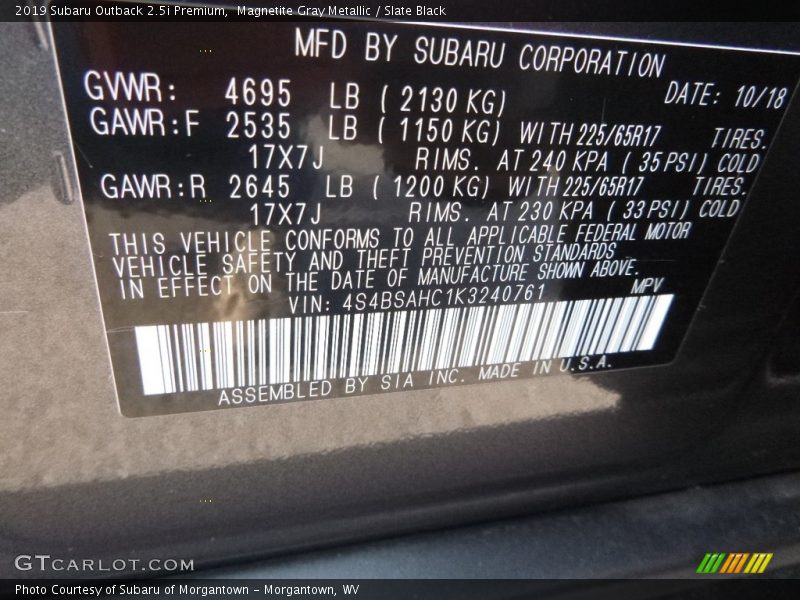 2019 Subaru Outback 2.5i Premium,  Magnetite Gray Metallic / Slate Black
MFD BY SUBARU CORPORATION
GVWR: 4695 LB ( 2130 KG) DATE: 10/18
GAWR:F 2535 LB ( 1150 KG) WITH 225/65R17 TIRES.
17X7J RIMS. AT 240 KPA ( 35 PSI) COLD
GAWR:R 2645 LB ( 1200 KG) WITH 225/65R17 TIRES.
17X7J RIMS. AT 230 KPA ( 33 PSI) COLD
THIS VEHICLE CONFORMS TO ALL APPLICABLE FEDERAL MOTOR
VEHICLE SAFETY AND THEFT PREVENTION STANDARDS
IN EFFECT ON THE DATE OF MANUFACTURE SHOWN ABOVE.
VIN: 4S4BSAHC1K3240761 MPV
ASSEMBLED BY SIA INC. MADE IN U.S.A.
GTCARLOT.COM
Photo Courtesy of Subaru of Morgantown - Morgantown, WV